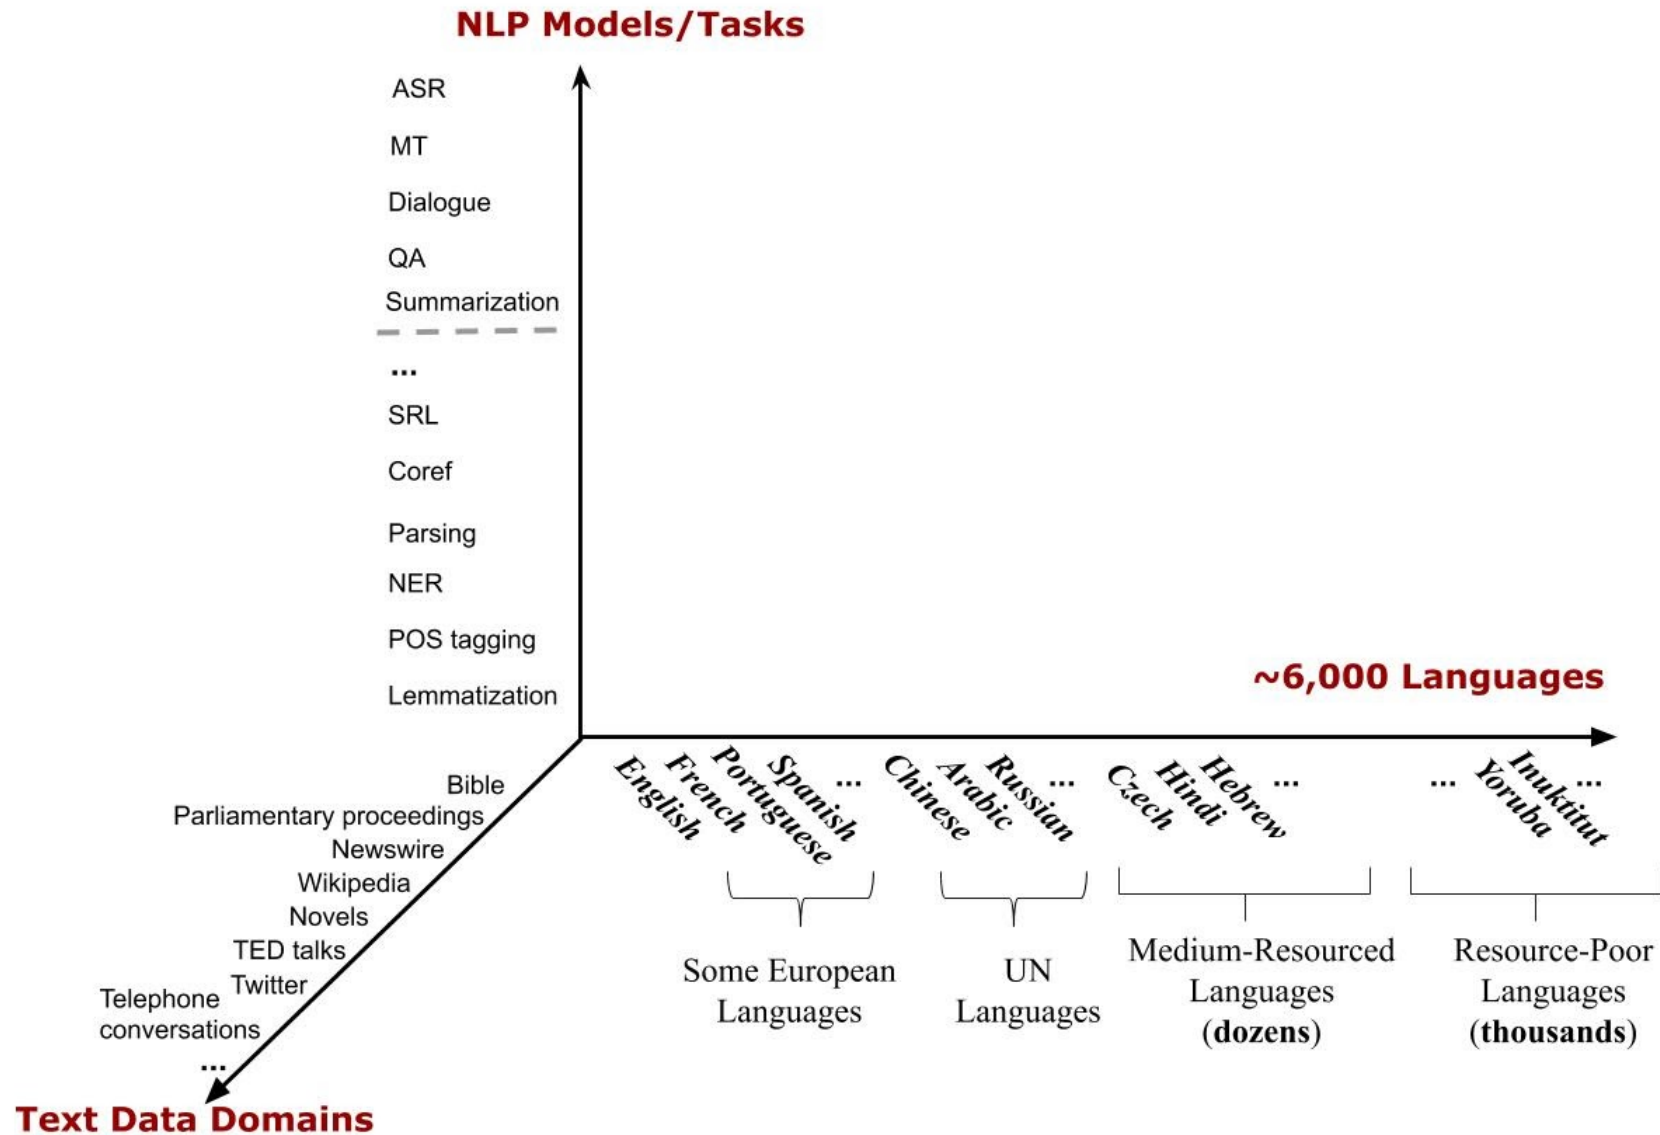 NLP Models/Tasks
ASR
MT
Dialogue
QA
Summarization
...
SRL
Coref
Parsing
NER
POS tagging
Lemmatization
~6,000 Languages
English
French
Portuguese
Spanish
...
Chinese
Arabic
Russian
...
Czech
Hindi
Hebrew
...
...
Yoruba
Inuktitut
...
Some European
Languages
UN
Languages
Medium-Resourced
Languages
(dozens)
Resource-Poor
Languages
(thousands)
Bible
Parliamentary proceedings
Newswire
Wikipedia
Novels
TED talks
Twitter
Telephone
conversations
...
Text Data Domains